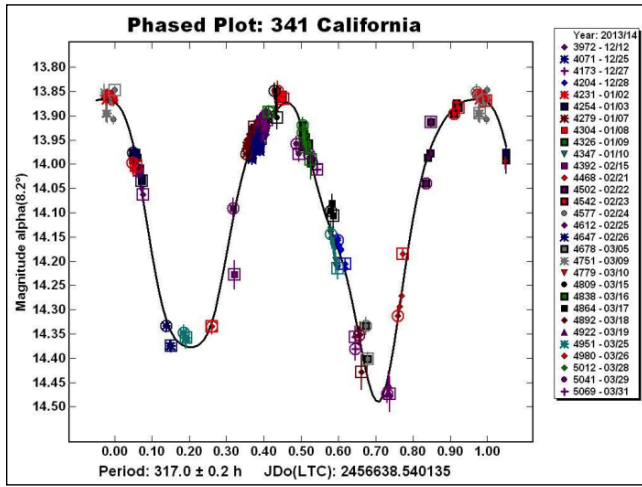 Phased Plot: 341 California
Year: 2013/14
3972 - 12/12
4071 - 12/25
4173 - 12/27
4204 - 12/28
4231 - 01/02
4254 - 01/03
4279 - 01/07
4304 - 01/08
4326 - 01/09
4347 - 01/10
4392 - 02/15
4468 - 02/21
4502 - 02/22
4542 - 02/23
4577 - 02/24
4612 - 02/25
4647 - 02/26
4678 - 03/05
4751 - 03/09
4779 - 03/10
4809 - 03/15
4838 - 03/16
4864 - 03/17
4892 - 03/18
4922 - 03/19
4951 - 03/25
4980 - 03/26
5012 - 03/28
5041 - 03/29
5069 - 03/31
Magnitude alpha(8.2°)
13.80
13.85
13.90
13.95
14.00
14.05
14.10
14.15
14.20
14.25
14.30
14.35
14.40
14.45
14.50
0.00 0.10 0.20 0.30 0.40 0.50 0.60 0.70 0.80 0.90 1.00
Period: 317.0 ± 0.2 h JDo(LTC): 2456638.540135